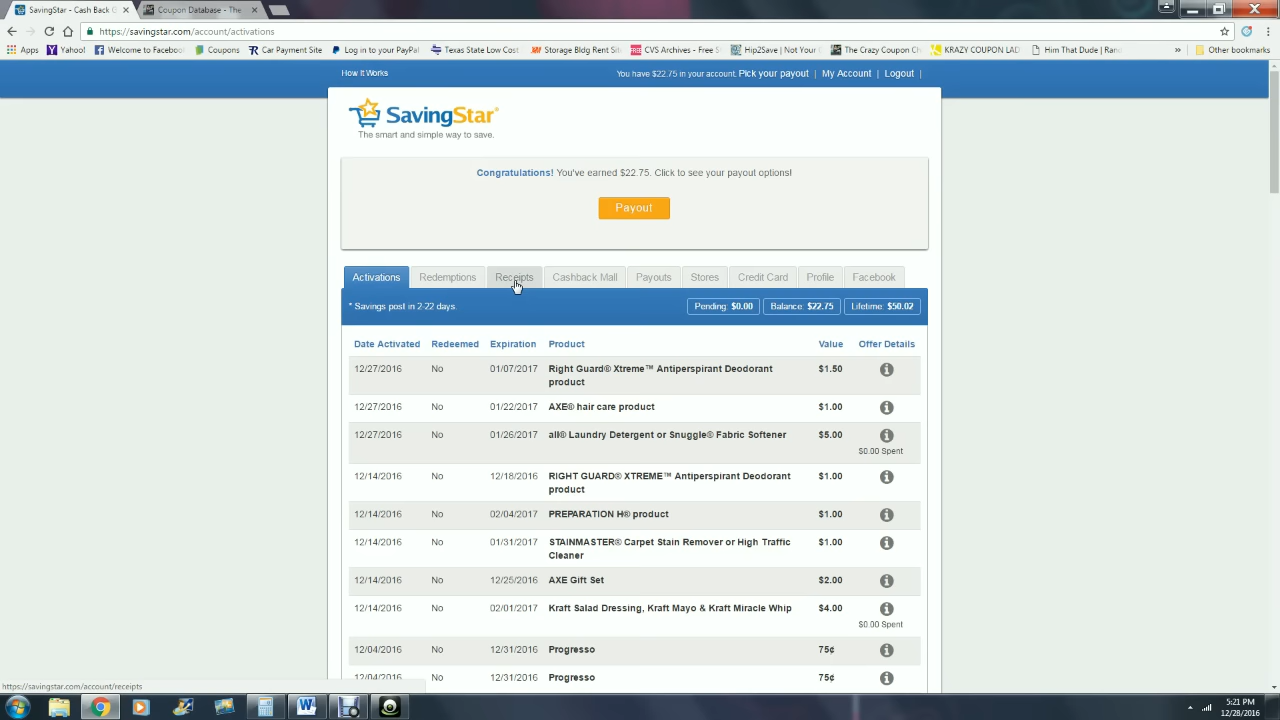 SavingStar - Cash Back G
Coupon Database - The
https://savingstar.com/account/activations
Apps Yahoo! Welcome to Facebook Coupons Car Payment Site Log in to your PayPal Texas State Low Cost Storage Bldg Rent Sit CVS Archives - Free S Hip2Save | Not Your The Crazy Coupon Ch KRAZY COUPON LAD Him That Dude | Ran » Other bookmarks
How It Works
You have $22.75 in your account. Pick your payout | My Account | Logout |
SavingStar®
The smart and simple way to save.
Congratulations! You've earned $22.75. Click to see your payout options!
Payout
Activations Redemptions Receipts Cashback Mall Payouts Stores Credit Card Profile Facebook
* Savings post in 2-22 days.
Pending: $0.00 Balance: $22.75 Lifetime: $50.02
Date Activated Redeemed Expiration Product Value Offer Details
12/27/2016 No 01/07/2017 Right Guard® Xtreme™ Antiperspirant Deodorant $1.50
product
12/27/2016 No 01/22/2017 AXE® hair care product $1.00
12/27/2016 No 01/26/2017 all® Laundry Detergent or Snuggle® Fabric Softener $5.00
$0.00 Spent
12/14/2016 No 12/18/2016 RIGHT GUARD® XTREME™ Antiperspirant Deodorant $1.00
product
12/14/2016 No 02/04/2017 PREPARATION H® product $1.00
12/14/2016 No 01/31/2017 STAINMASTER® Carpet Stain Remover or High Traffic $1.00
Cleaner
12/14/2016 No 12/25/2016 AXE Gift Set $2.00
12/14/2016 No 02/01/2017 Kraft Salad Dressing, Kraft Mayo & Kraft Miracle Whip $4.00
$0.00 Spent
12/04/2016 No 12/31/2016 Progresso 75¢
12/04/2016 No 12/31/2016 Progresso 75¢
https://savingstar.com/account/receipts
5:21 PM
12/28/2016